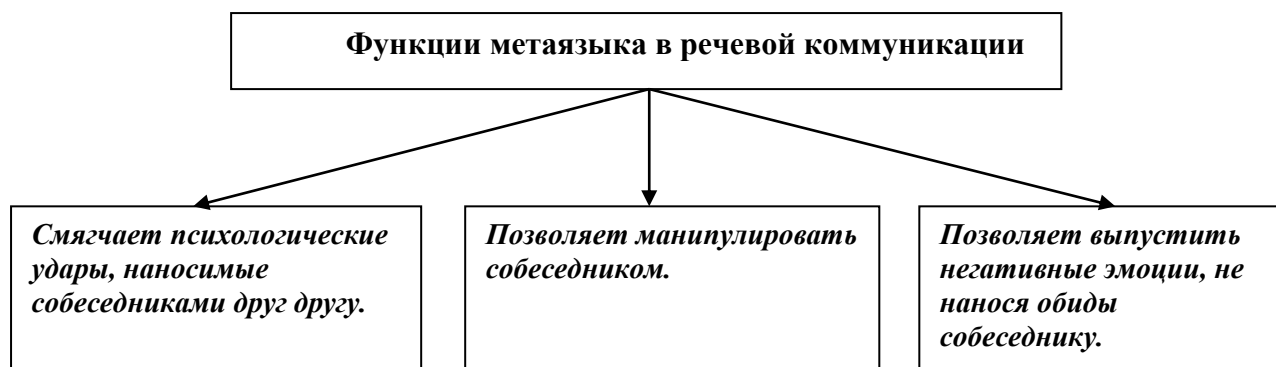 Функции метаязыка в речевой коммуникации
Смягчает психологические
удары, наносимые
собеседниками друг другу.
Позволяет манипулировать
собеседником.
Позволяет выпустить
негативные эмоции, не
нанося обиды
собеседнику.